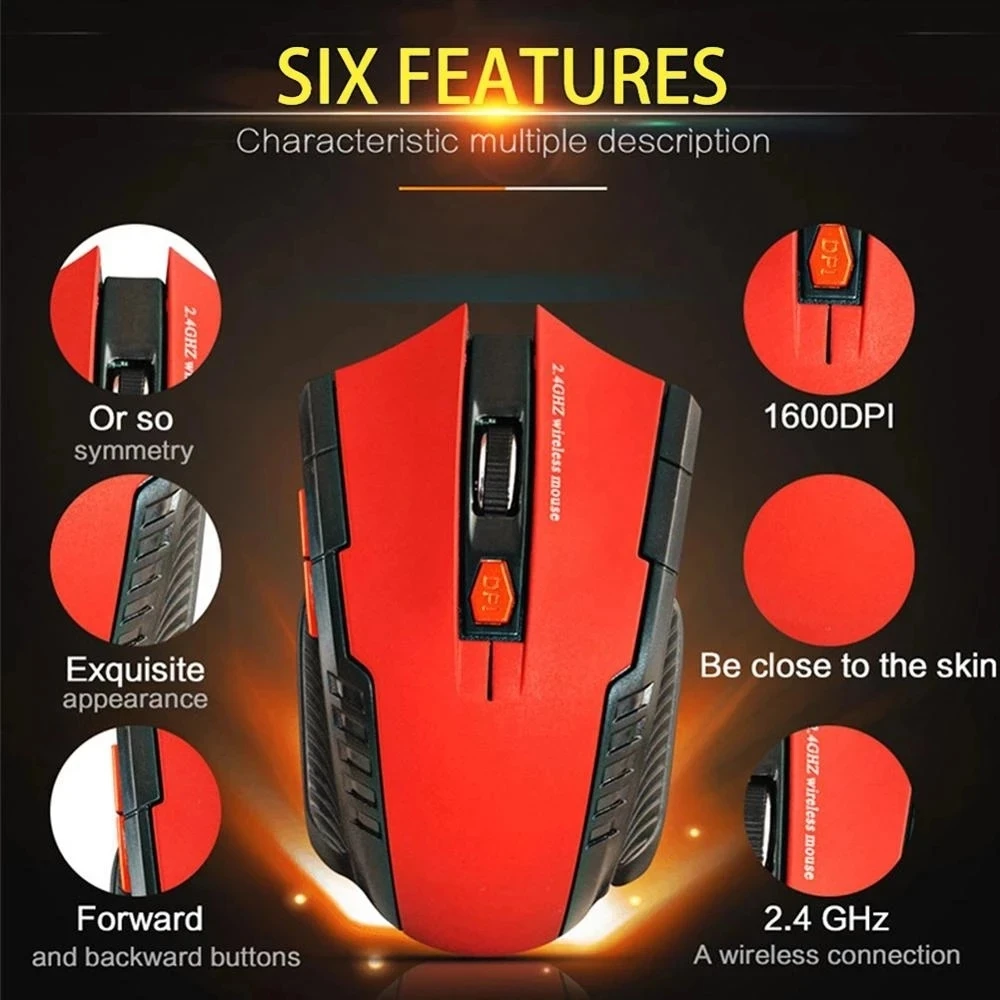 SIX FEATURES
Characteristic multiple description
2.4GHZ wi
Or so
symmetry
DPI
1600DPI
2.4GHZ wireless mouse
DPI
Exquisite
appearance
Be close to the skin
2.4GHZ wireless mouse
Forward
and backward buttons
2.4 GHz
A wireless connection